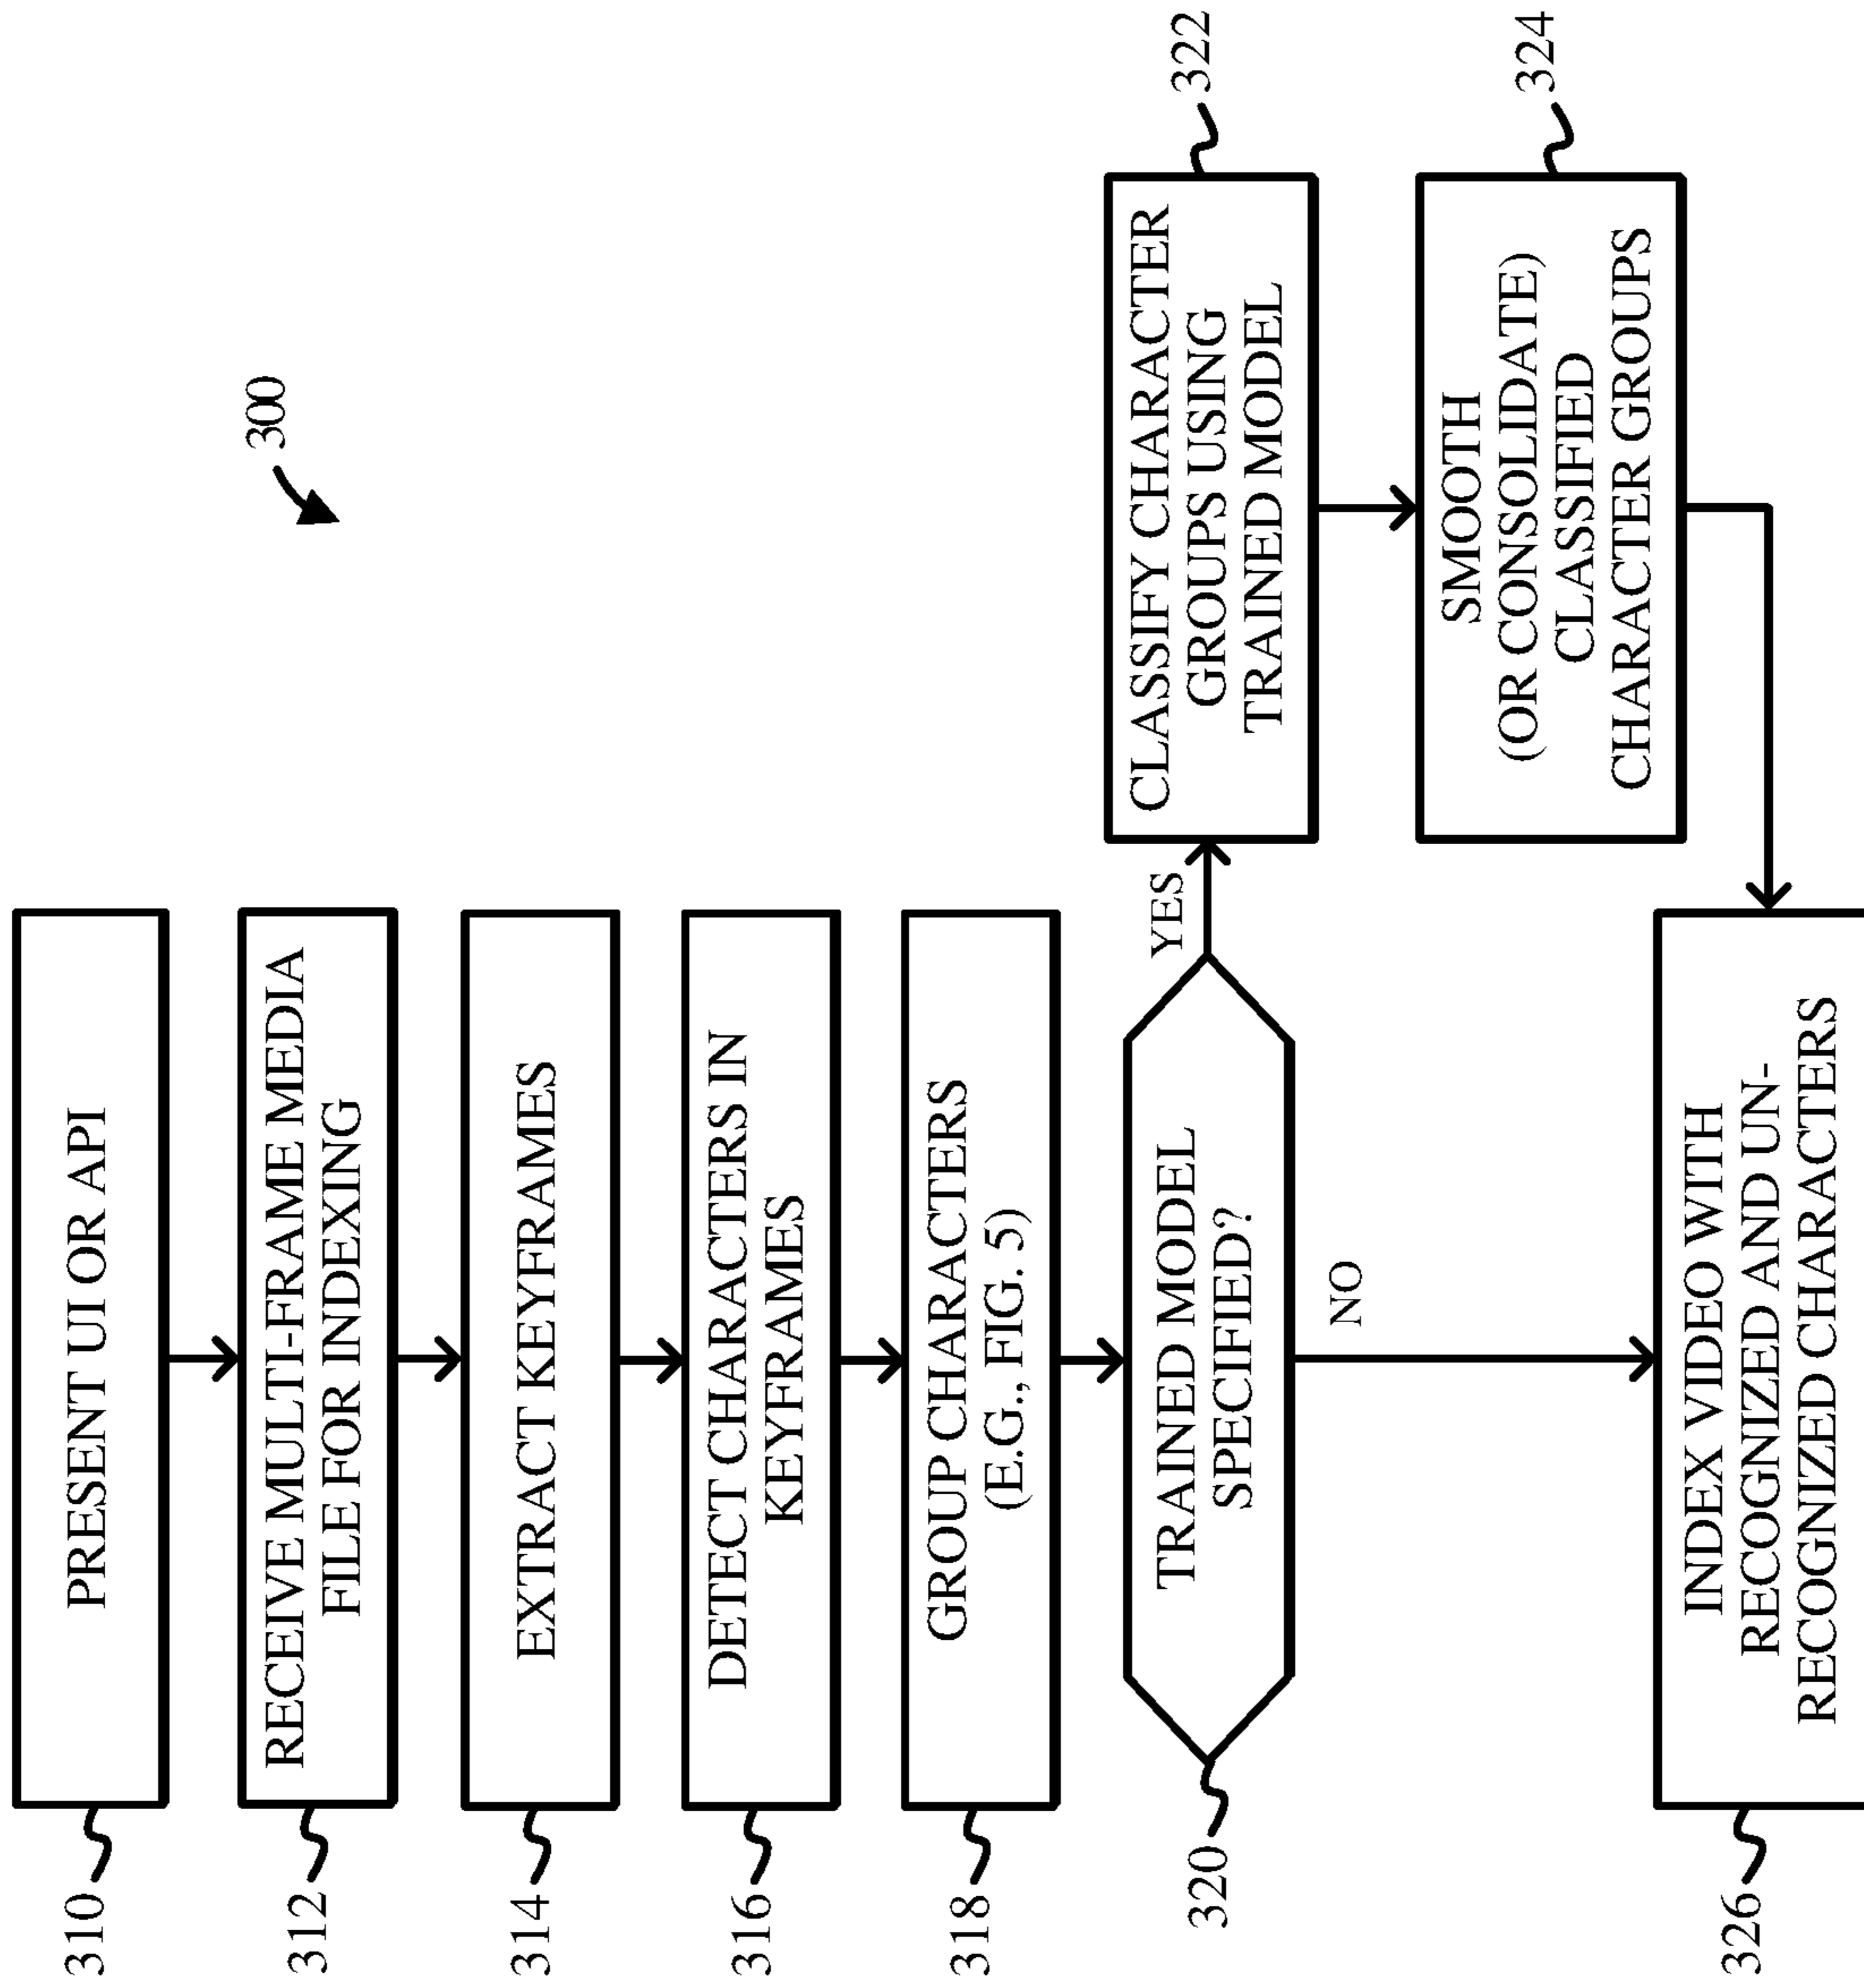 300
310
PRESENT UI OR API
312
RECEIVE MULTI-FRAME MEDIA
FILE FOR INDEXING
314
EXTRACT KEYFRAMES
316
DETECT CHARACTERS IN
KEYFRAMES
318
GROUP CHARACTERS
(E.G., FIG. 5)
320
TRAINED MODEL
SPECIFIED?
YES
NO
322
CLASSIFY CHARACTER
GROUPS USING
TRAINED MODEL
324
SMOOTH
(OR CONSOLIDATE)
CLASSIFIED
CHARACTER GROUPS
326
INDEX VIDEO WITH
RECOGNIZED AND UN-
RECOGNIZED CHARACTERS